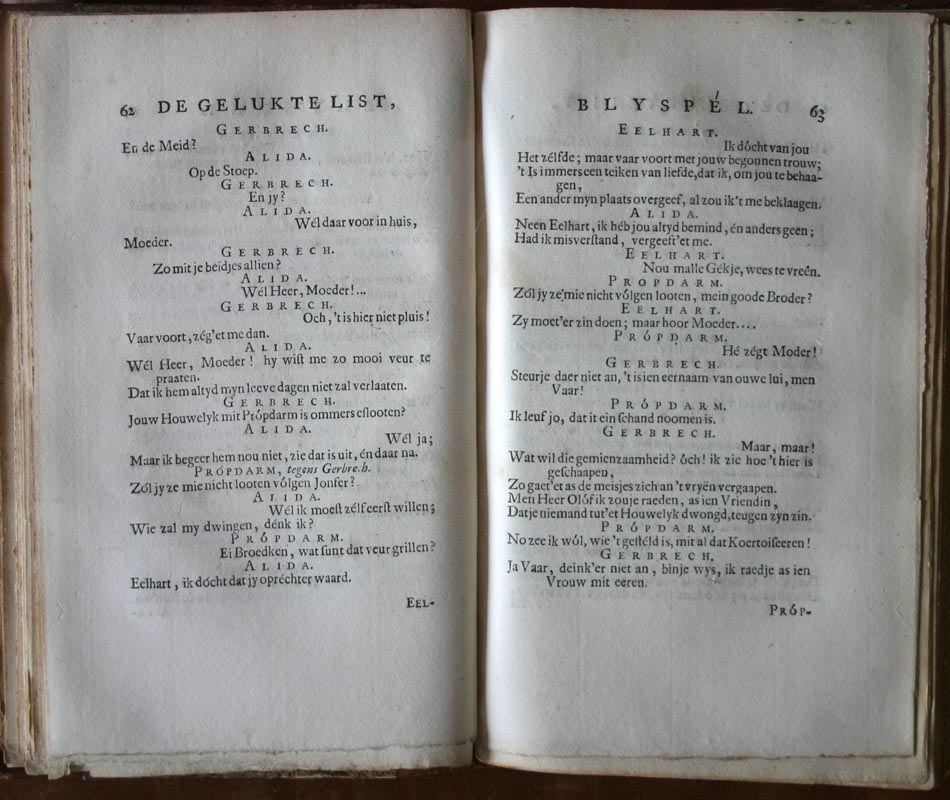 62 DE GELUKTE LIST,
GERBRECH.
En de Meid?
ALIDA.
Op de Stoep.
GERBRECH.
En jy?
ALIDA.
Wél daar voor in huis,
Moeder.
GERBRECH.
Zo mit je beidjes allien?
ALIDA.
Wél Heer, Moeder!...
GERBRECH.
Och, 't is hier niet pluis!
Vaar voort, zég'et me dan.
ALIDA.
Wél Heer, Moeder! hy wist me zo mooi veur te
praaten.
Dat ik hem altyd myn leeve dagen niet zal verlaaten.
GERBRECH.
Jouw Houwelyk mit Própdarm is ommers eslooten?
ALIDA.
Wél ja;
Maar ik begeer hem nou niet, zie dat is uit, én daar na.
PRÓPDARM, tegens Gerbrech.
Zól jy ze mie nicht looten vólgen Jonfer?
ALIDA.
Wél ik moest zélf eerst willen;
Wie zal my dwingen, dénk ik?
PRÓPDARM.
Ei Broedken, wat sunt dat veur grillen?
ALIDA.
Eelhart, ik dócht dat jy opréchter waard.
EEL-
BLYSPÉL. 63
EELHART.
Ik dócht van jou
Het zélfde; maar vaar voort met jouw begonnen trouw;
't Is immers een teiken van liefde, dat ik, om jou te behaa-
gen,
Een ander myn plaats overgeef, al zou ik 't me beklaagen.
ALIDA.
Neen Eelhart, ik héb jou altyd bemind, én anders geen;
Had ik misverstand, vergeeft'et me.
EELHART.
Nou malle Gékje, wees te vreên.
PROPDARM.
Zól jy ze mie nicht vólgen looten, mein goode Broder?
EELHART.
Zy moet'er zin doen; maar hoor Moeder....
PRÓPDARM.
Hé zégt Moder!
GERBRECH.
Steurje daer niet an, 't is ien eernaam van ouwe lui, men
Vaar!
PRÓPDARM.
Ik leuf jo, dat it ein schand noomen is.
GERBRECH.
Maar, maar!
Wat wil die gemienzaamheid? óch! ik zie hoe 't hier is
geschaapen,
Zo gaet'et as de meisjes zich an 't vryën vergaapen.
Men Heer Olóf ik zou je raeden, as ien Vriendin,
Dat je niemand tut'et Houwelyk dwongd, teugen zyn zin.
PRÓPDARM.
No zee ik wól, wie 't gestéld is, mit al dat Koertoiseeren!
GERBRECH.
Ja Vaar, deink'er niet an, binje wys, ik raedje as ien
Vrouw mit eeren.
PRÓP-